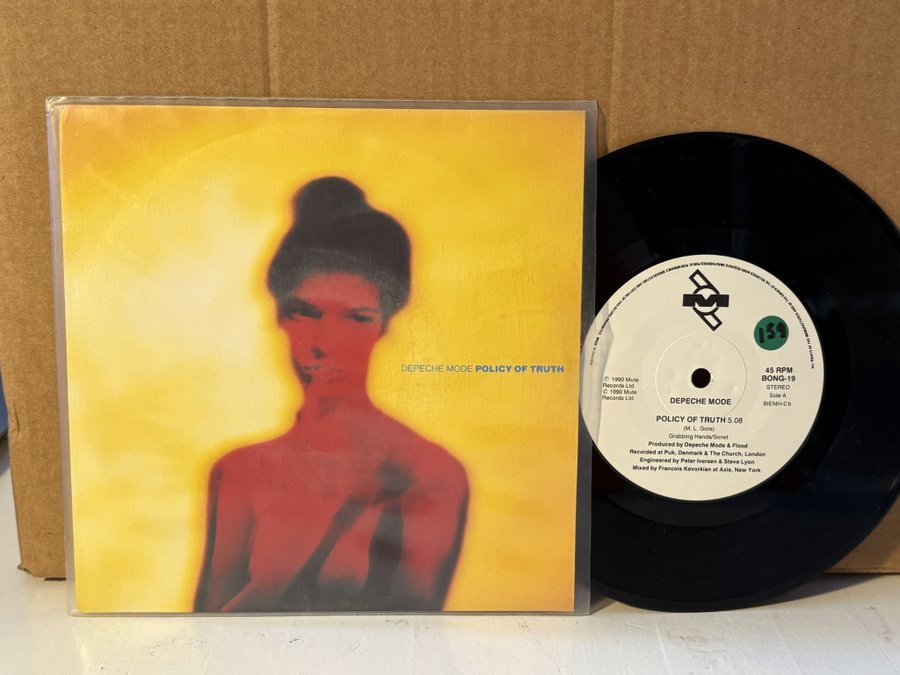 DEPECHE MODE POLICY OF TRUTH
159
45 RPM
BONG-19
STEREO
Side A
BIEM/n©b
℗ 1990 Mute
Records Ltd.
© 1990 Mute
Records Ltd.
DEPECHE MODE
POLICY OF TRUTH 5.08
(M. L. Gore)
Grabbing Hands/Sonet
Produced by Depeche Mode & Flood
Recorded at Puk, Denmark & The Church, London
Engineered by Peter Iversen & Steve Lyon
Mixed by Francois Kevorkian at Axis, New York